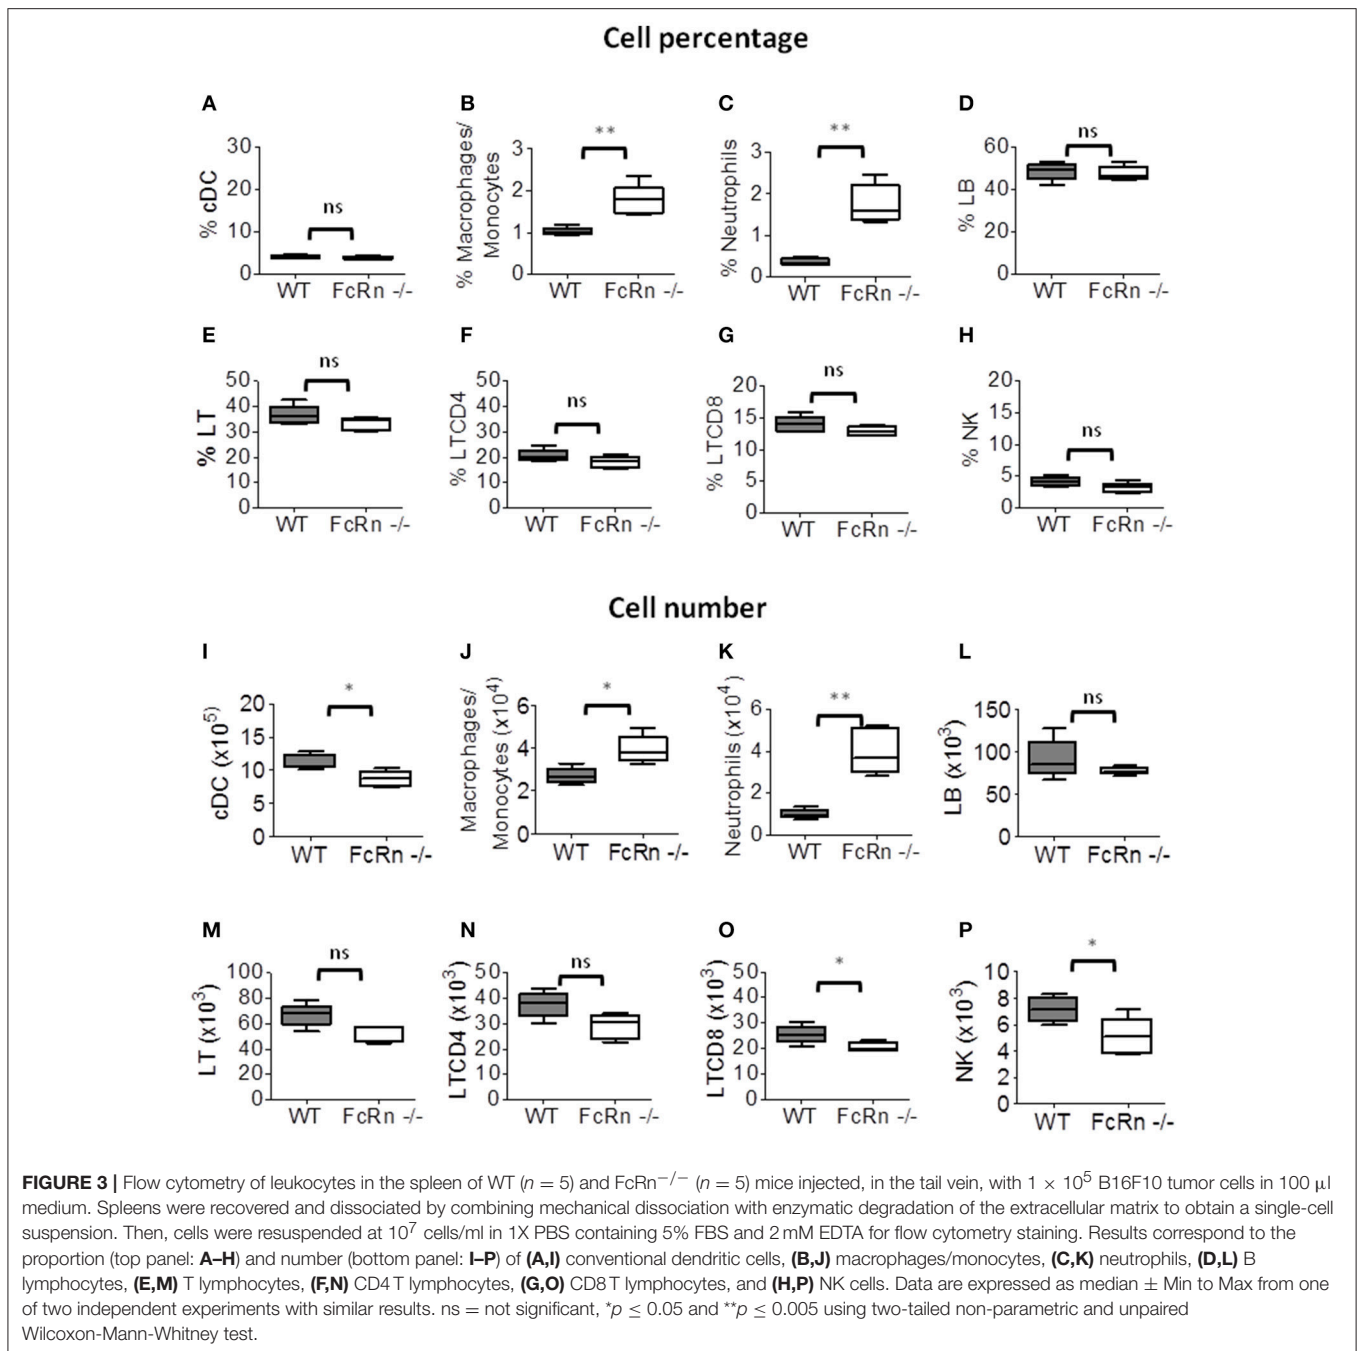 Cell percentage
A
B
C
D
% cDC
30
20
10
0
ns
WT
FcRn -/-
% Macrophages/
Monocytes
3
2
1
0
**
WT
FcRn -/-
% Neutrophils
3
2
1
0
**
WT
FcRn -/-
% LB
60
40
20
0
ns
WT
FcRn -/-
E
F
G
H
% LT
50
40
30
20
10
0
ns
WT
FcRn -/-
% LTCD4
50
40
30
20
10
0
ns
WT
FcRn -/-
% LTCD8
20
15
10
5
0
ns
WT
FcRn -/-
% NK
20
15
10
5
0
ns
WT
FcRn -/-
Cell number
I
J
K
L
cDC (x10⁵)
20
15
10
5
0
*
WT
FcRn -/-
Macrophages/
Monocytes (x10⁴)
6
4
2
0
*
WT
FcRn -/-
Neutrophils (x10⁴)
6
4
2
0
**
WT
FcRn -/-
LB (x10³)
150
100
50
0
ns
WT
FcRn -/-
M
N
O
P
LT (x10³)
100
80
60
40
20
0
ns
WT
FcRn -/-
LTCD4 (x10³)
50
40
30
20
10
0
ns
WT
FcRn -/-
LTCD8 (x10³)
50
40
30
20
10
0
*
WT
FcRn -/-
NK (x10³)
10
8
6
4
2
0
*
WT
FcRn -/-
FIGURE 3 | Flow cytometry of leukocytes in the spleen of WT (n = 5) and FcRn⁻/⁻ (n = 5) mice injected, in the tail vein, with 1 × 10⁵ B16F10 tumor cells in 100 µl
medium. Spleens were recovered and dissociated by combining mechanical dissociation with enzymatic degradation of the extracellular matrix to obtain a single-cell
suspension. Then, cells were resuspended at 10⁷ cells/ml in 1X PBS containing 5% FBS and 2 mM EDTA for flow cytometry staining. Results correspond to the
proportion (top panel: A–H) and number (bottom panel: I–P) of (A,I) conventional dendritic cells, (B,J) macrophages/monocytes, (C,K) neutrophils, (D,L) B
lymphocytes, (E,M) T lymphocytes, (F,N) CD4 T lymphocytes, (G,O) CD8 T lymphocytes, and (H,P) NK cells. Data are expressed as median ± Min to Max from one
of two independent experiments with similar results. ns = not significant, *p ≤ 0.05 and **p ≤ 0.005 using two-tailed non-parametric and unpaired
Wilcoxon-Mann-Whitney test.